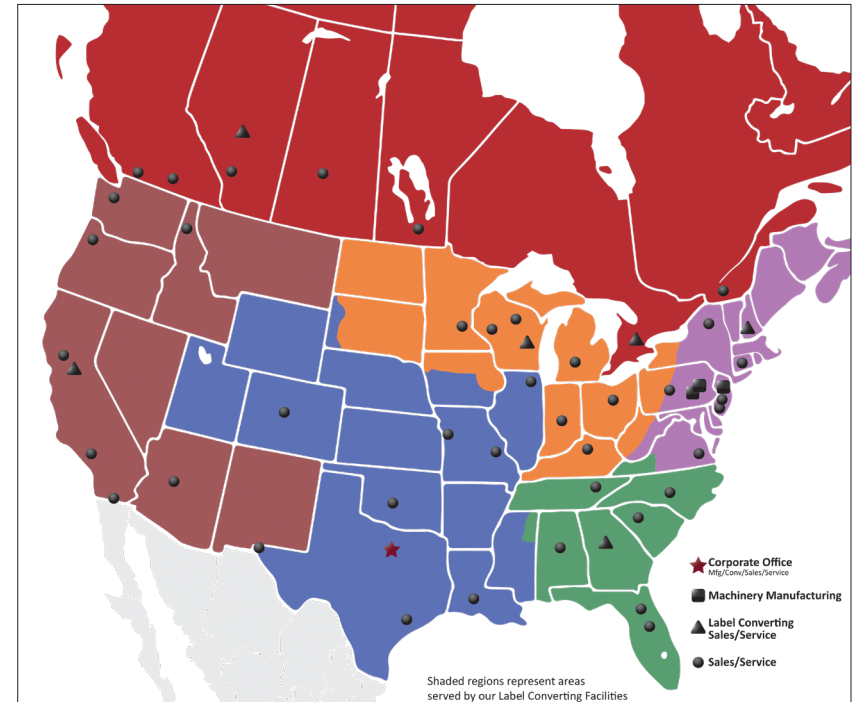 Corporate Office
Mfg/Conv/Sales/Service
Machinery Manufacturing
Label Converting
Sales/Service
Sales/Service
Shaded regions represent areas
served by our Label Converting Facilities